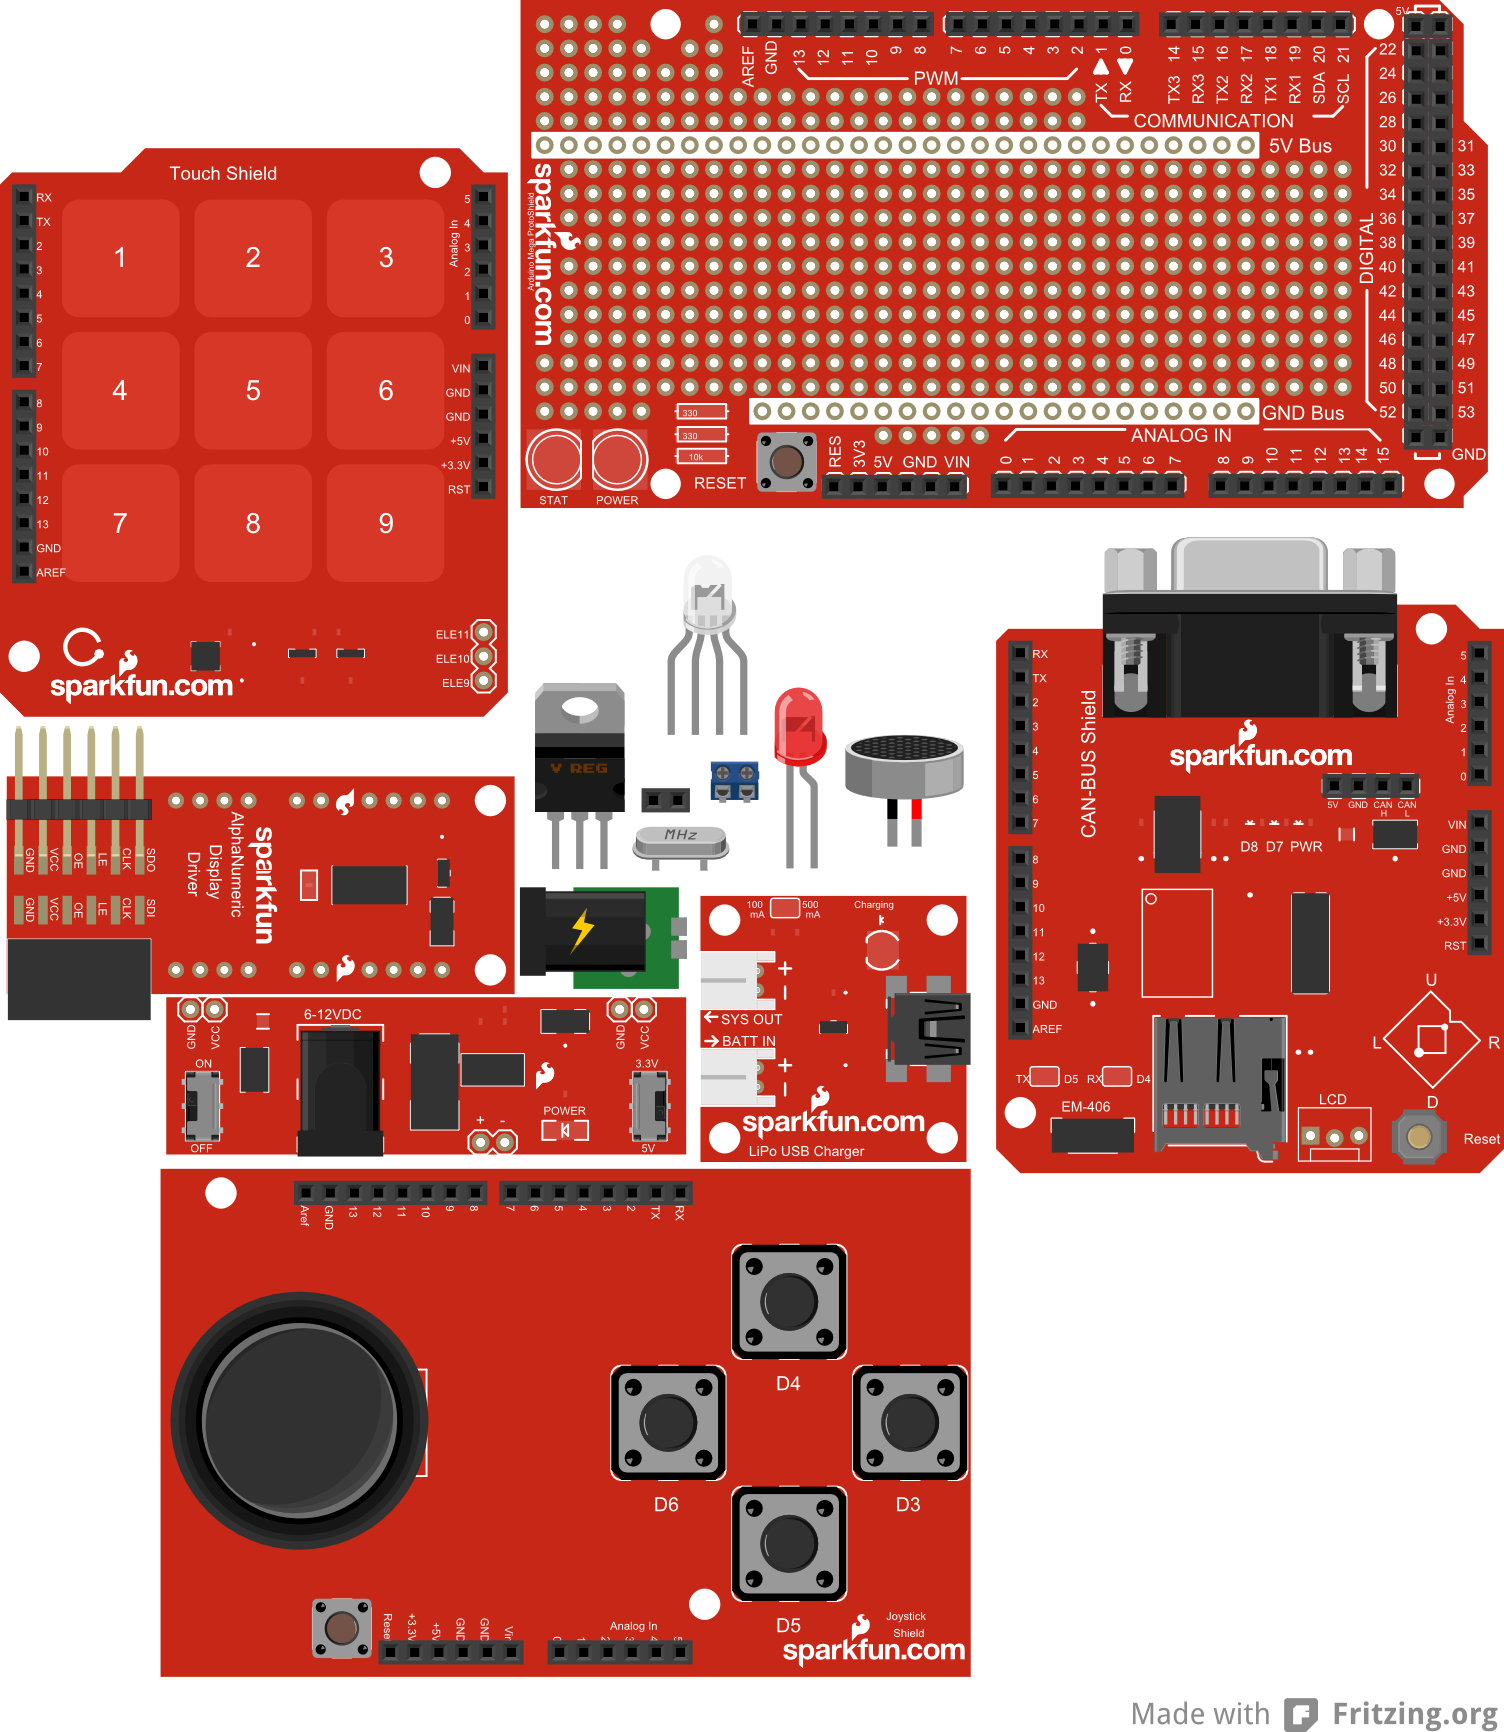 Touch Shield
RX
TX
2
3
4
5
6
7
8
9
10
11
12
13
GND
AREF
1 2 3
4 5 6
7 8 9
Analog In
5
4
3
2
1
0
VIN
GND
GND
+5V
+3.3V
RST
ELE11
ELE10
ELE9
sparkfun.com
AREF GND 13 12 11 10 9 8 7 6 5 4 3 2 1 0
PWM
TX RX
14 15 16 17 18 19 20 21
TX3 RX3 TX2 RX2 TX1 RX1 SDA SCL
COMMUNICATION
5V
22
24
26
28
30 31
32 33
34 35
36 37
38 39
40 41
42 43
44 45
46 47
48 49
50 51
52 53
GND
DIGITAL
5V Bus
sparkfun.com
Arduino Mega ProtoShield
GND Bus
330
330
10k
STAT POWER
RESET
RES 3V3 5V GND VIN
ANALOG IN
0 1 2 3 4 5 6 7 8 9 10 11 12 13 14 15
V REG
MHz
GND VCC OE LE CLK SDO
GND VCC OE LE CLK SDI
AlphaNumeric
Display
Driver
sparkfun
GND VCC
6-12VDC
GND VCC
ON
OFF
3.3V
5V
+ -
POWER
100 mA
500 mA
Charging
+
-
SYS OUT
BATT IN
+
-
sparkfun.com
LiPo USB Charger
CAN-BUS Shield
RX
TX
2
3
4
5
6
7
8
9
10
11
12
13
GND
AREF
sparkfun.com
Analog In
5
4
3
2
1
0
5V GND CAN H CAN L
D8 D7 PWR
VIN
GND
GND
+5V
+3.3V
RST
U
L R
D
TX D5 RX D4
EM-406
LCD
Reset
Aref GND 13 12 11 10 9 8 7 6 5 4 3 2 TX RX
D4
D6 D3
D5
+3.3V +5V GND GND
Analog In
Joystick
Shield
sparkfun.com
Made with Fritzing.org